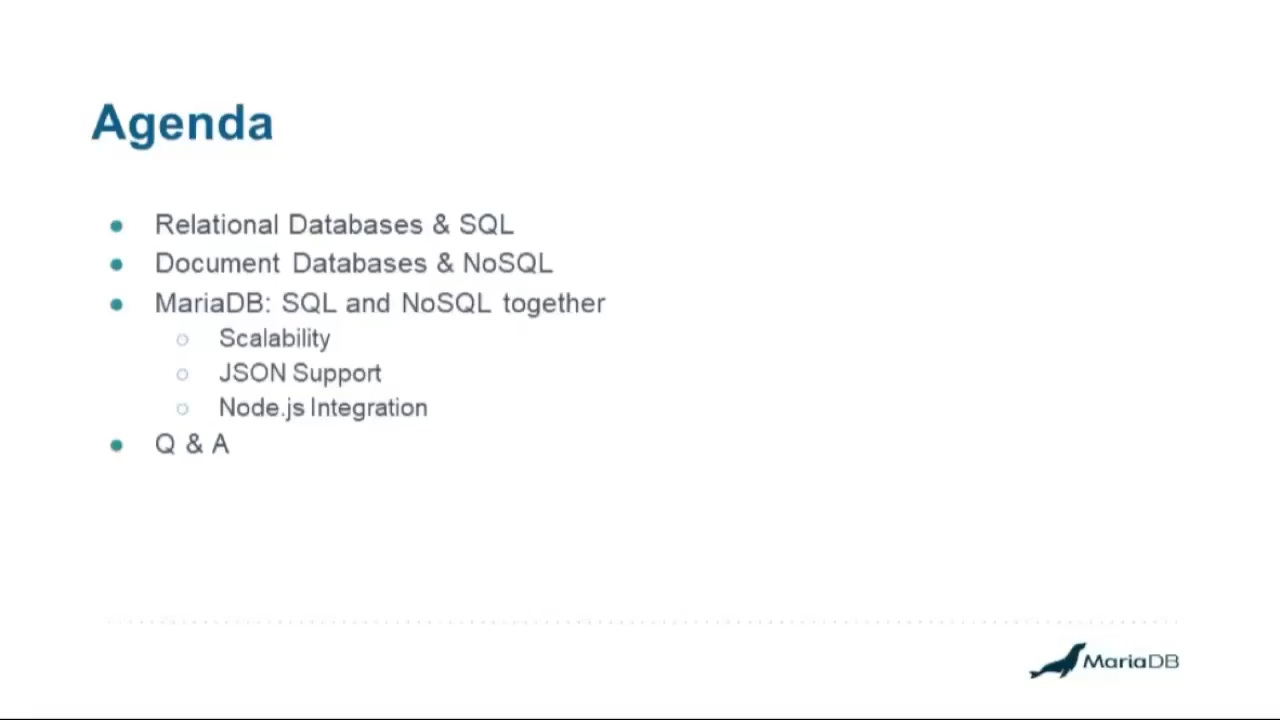 Agenda
Relational Databases & SQL
Document Databases & NoSQL
MariaDB: SQL and NoSQL together
Scalability
JSON Support
Node.js Integration
Q & A
MariaDB